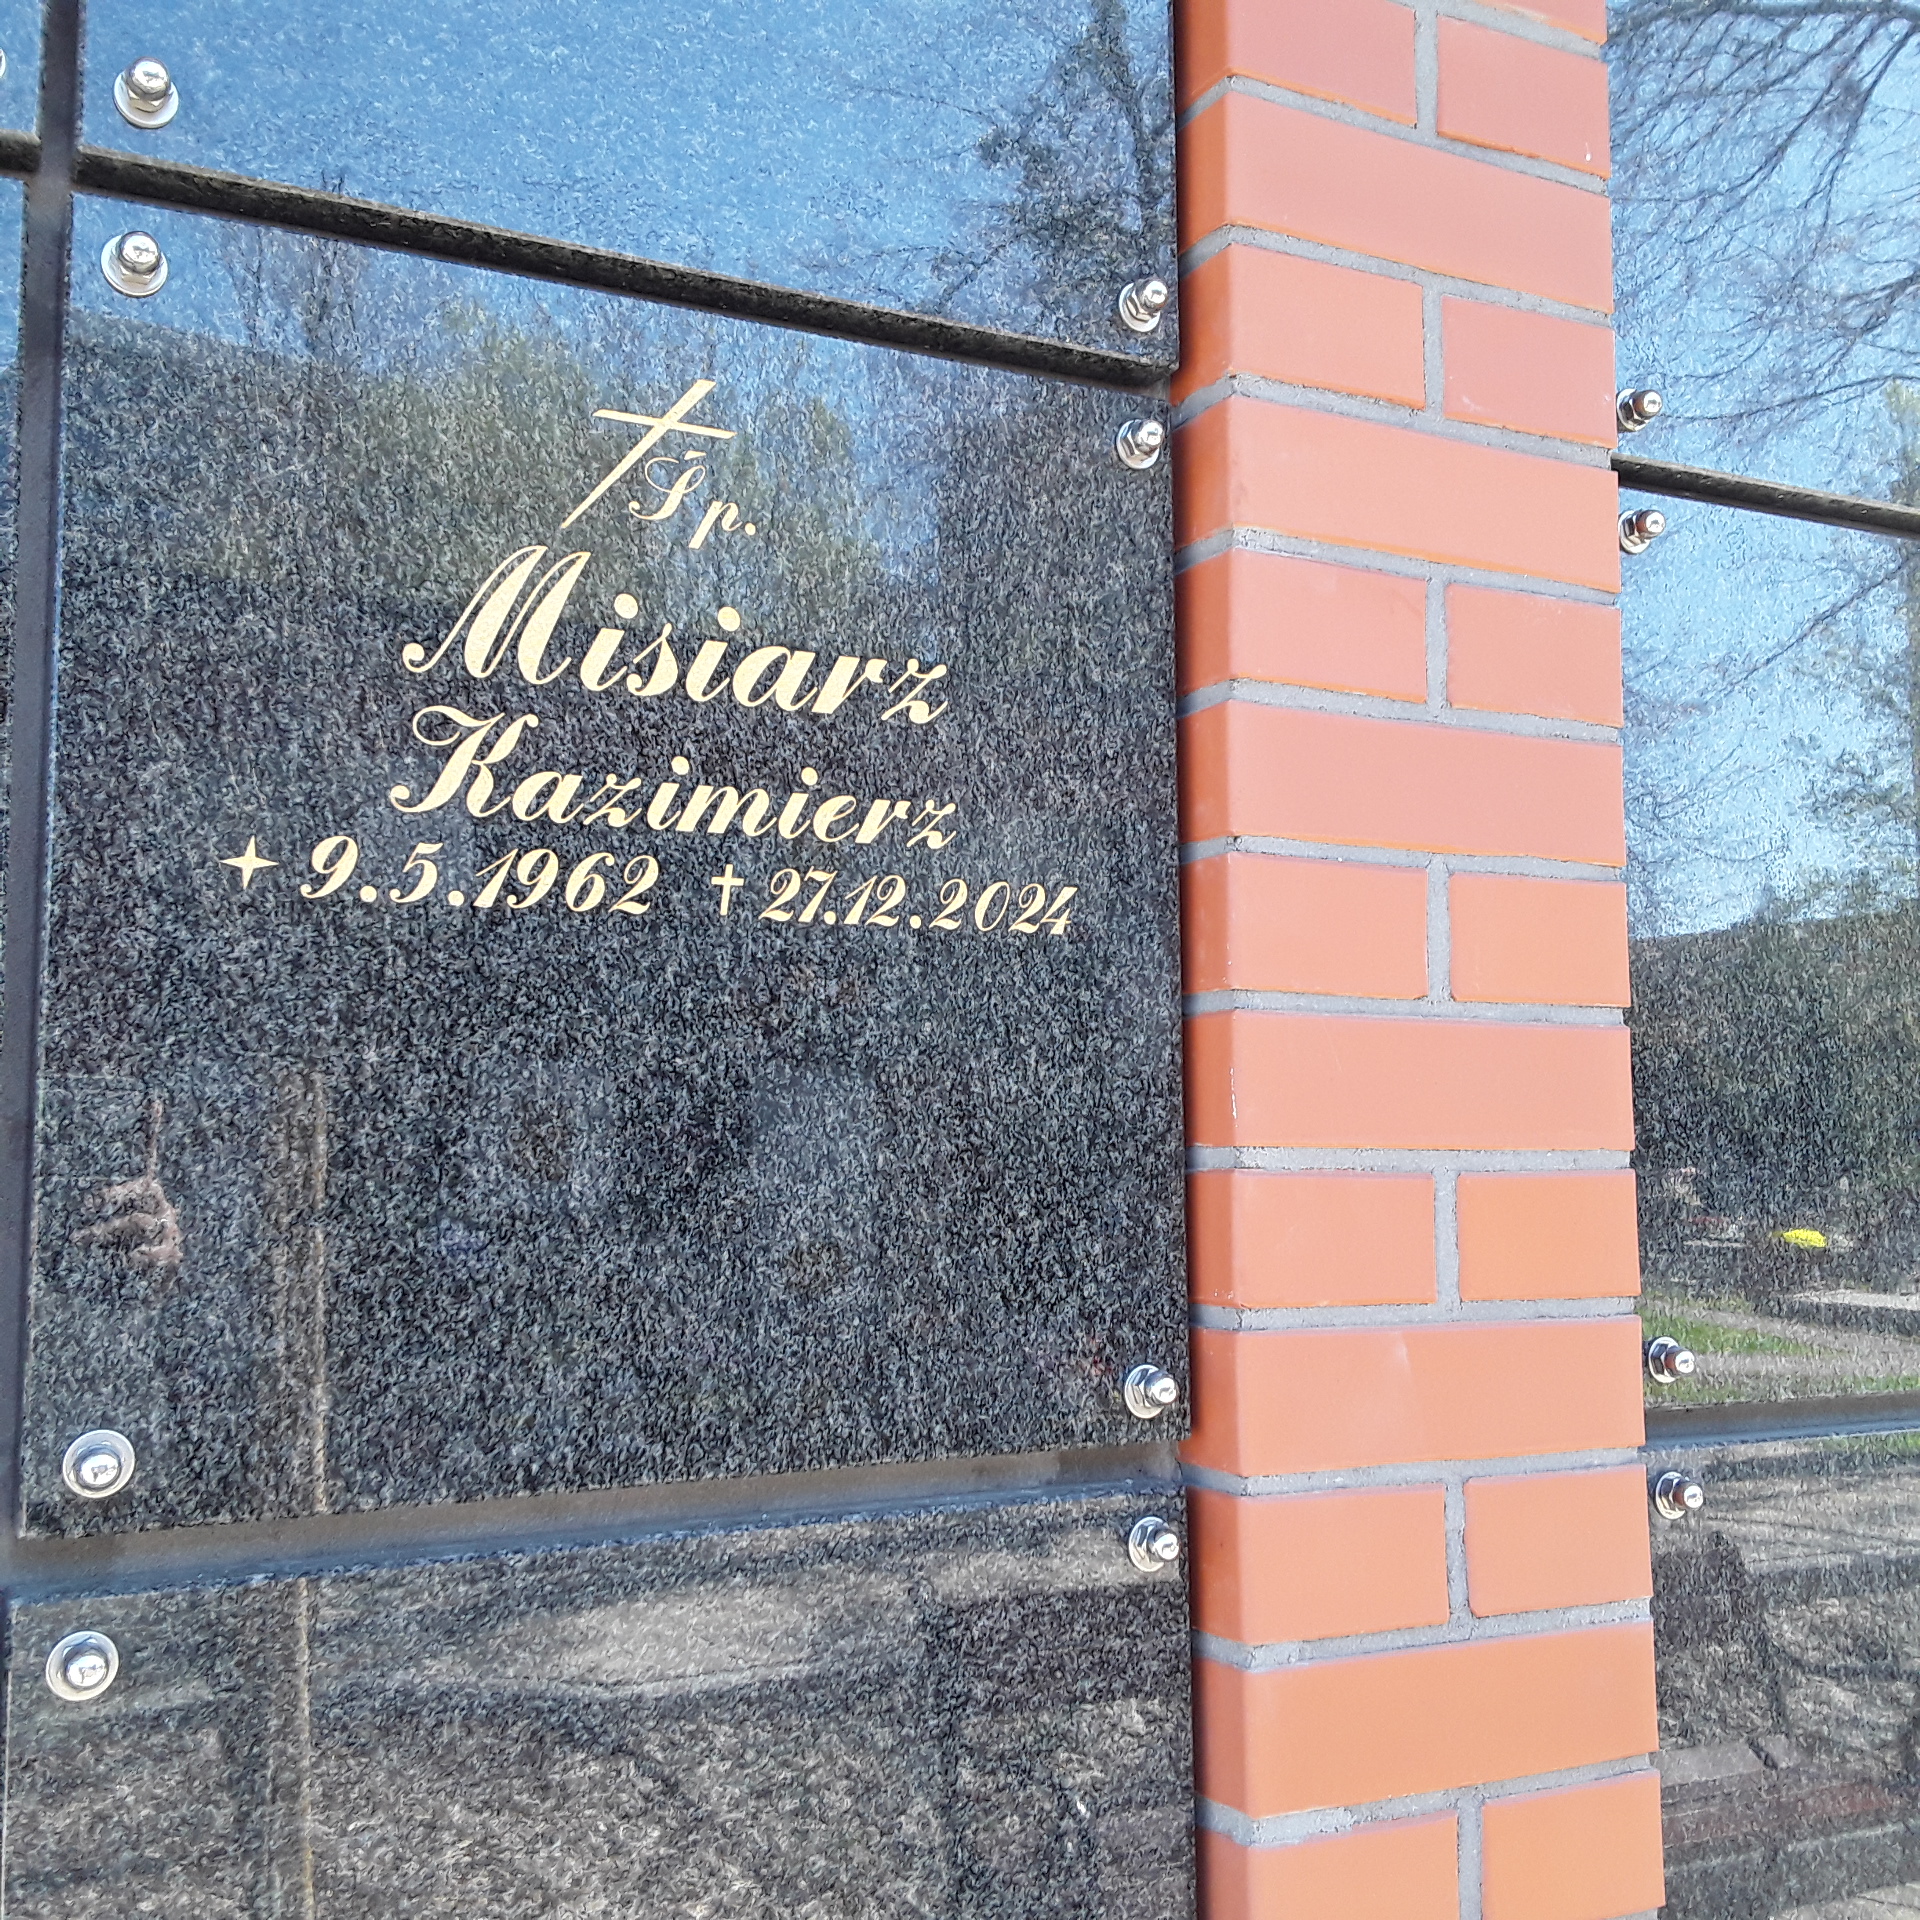 Śp.
Misiarz
Kazimierz
9.5.1962 † 27.12.2024